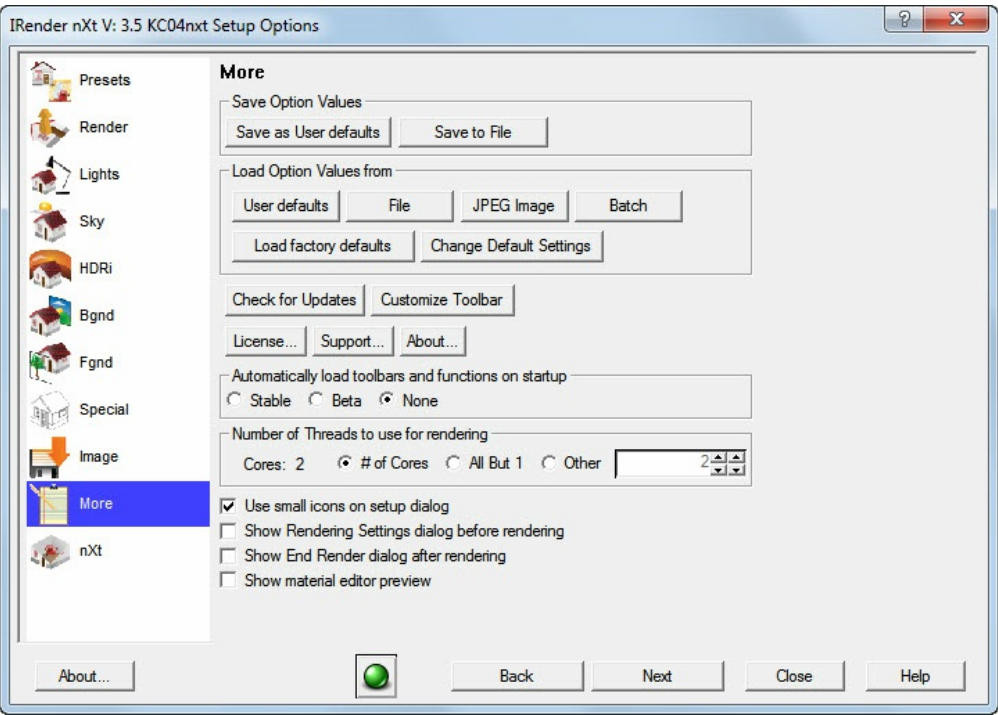 IRender nXt V: 3.5 KC04nxt Setup Options
Presets
Render
Lights
Sky
HDRi
Bgnd
Fgnd
Special
Image
More
nXt
More
Save Option Values
Save as User defaults Save to File
Load Option Values from
User defaults File JPEG Image Batch
Load factory defaults Change Default Settings
Check for Updates Customize Toolbar
License... Support... About...
Automatically load toolbars and functions on startup
Stable Beta None
Number of Threads to use for rendering
Cores: 2 # of Cores All But 1 Other 2
Use small icons on setup dialog
Show Rendering Settings dialog before rendering
Show End Render dialog after rendering
Show material editor preview
About... Back Next Close Help